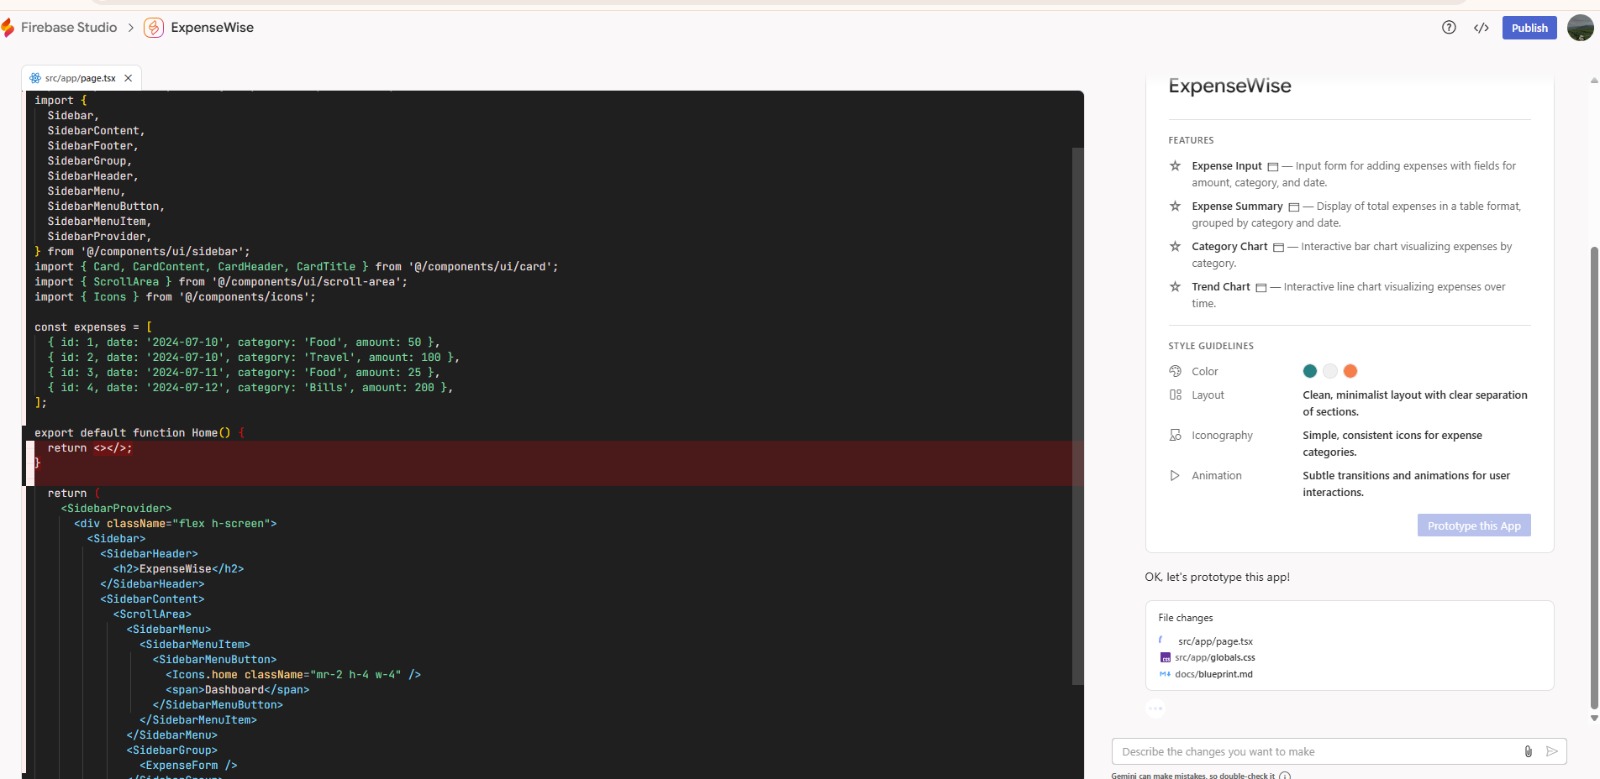 Firebase Studio > ExpenseWise
Publish
src/app/page.tsx
import {
Sidebar,
SidebarContent,
SidebarFooter,
SidebarGroup,
SidebarHeader,
SidebarMenu,
SidebarMenuButton,
SidebarMenuItem,
SidebarProvider,
} from '@/components/ui/sidebar';
import { Card, CardContent, CardHeader, CardTitle } from '@/components/ui/card';
import { ScrollArea } from '@/components/ui/scroll-area';
import { Icons } from '@/components/icons';
const expenses = [
{ id: 1, date: '2024-07-10', category: 'Food', amount: 50 },
{ id: 2, date: '2024-07-10', category: 'Travel', amount: 100 },
{ id: 3, date: '2024-07-11', category: 'Food', amount: 25 },
{ id: 4, date: '2024-07-12', category: 'Bills', amount: 200 },
];
export default function Home() {
return <></>;
}
return (
<SidebarProvider>
<div className="flex h-screen">
<Sidebar>
<SidebarHeader>
<h2>ExpenseWise</h2>
</SidebarHeader>
<SidebarContent>
<ScrollArea>
<SidebarMenu>
<SidebarMenuItem>
<SidebarMenuButton>
<Icons.home className="mr-2 h-4 w-4" />
<span>Dashboard</span>
</SidebarMenuButton>
</SidebarMenuItem>
</SidebarMenu>
<SidebarGroup>
<ExpenseForm />
</SidebarGroup>
ExpenseWise
FEATURES
Expense Input — Input form for adding expenses with fields for
amount, category, and date.
Expense Summary — Display of total expenses in a table format,
grouped by category and date.
Category Chart — Interactive bar chart visualizing expenses by
category.
Trend Chart — Interactive line chart visualizing expenses over
time.
STYLE GUIDELINES
Color
Layout
Clean, minimalist layout with clear separation
of sections.
Iconography
Simple, consistent icons for expense
categories.
Animation
Subtle transitions and animations for user
interactions.
Prototype this App
OK, let's prototype this app!
File changes
src/app/page.tsx
src/app/globals.css
docs/blueprint.md
Describe the changes you want to make
Gemini can make mistakes, so double-check it